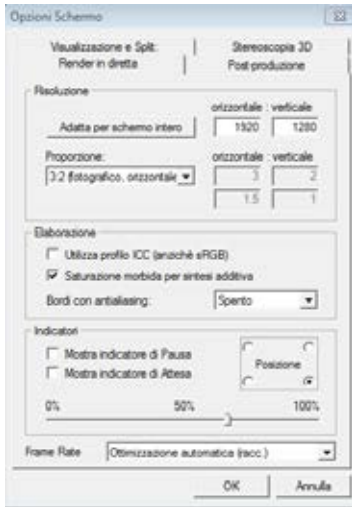 Opzioni Schermo
Visualizzazione e Split:
Stereoscopia 3D
Render in diretta
Post-produzione
Risoluzione
orizzontale : verticale
Adatta per schermo intero
1920
1280
Proporzione:
orizzontale : verticale
3:2 (fotografico, orizzontale
3
2
1.5
1
Elaborazione
Utilizza profilo ICC (anzichè sRGB)
Saturazione morbida per sintesi additiva
Bordi con antialiasing:
Spento
Indicatori
Mostra indicatore di Pausa
Mostra indicatore di Attesa
Posizione
0%
50%
100%
Frame Rate
Ottimizzazione automatica (racc.)
OK
Annulla